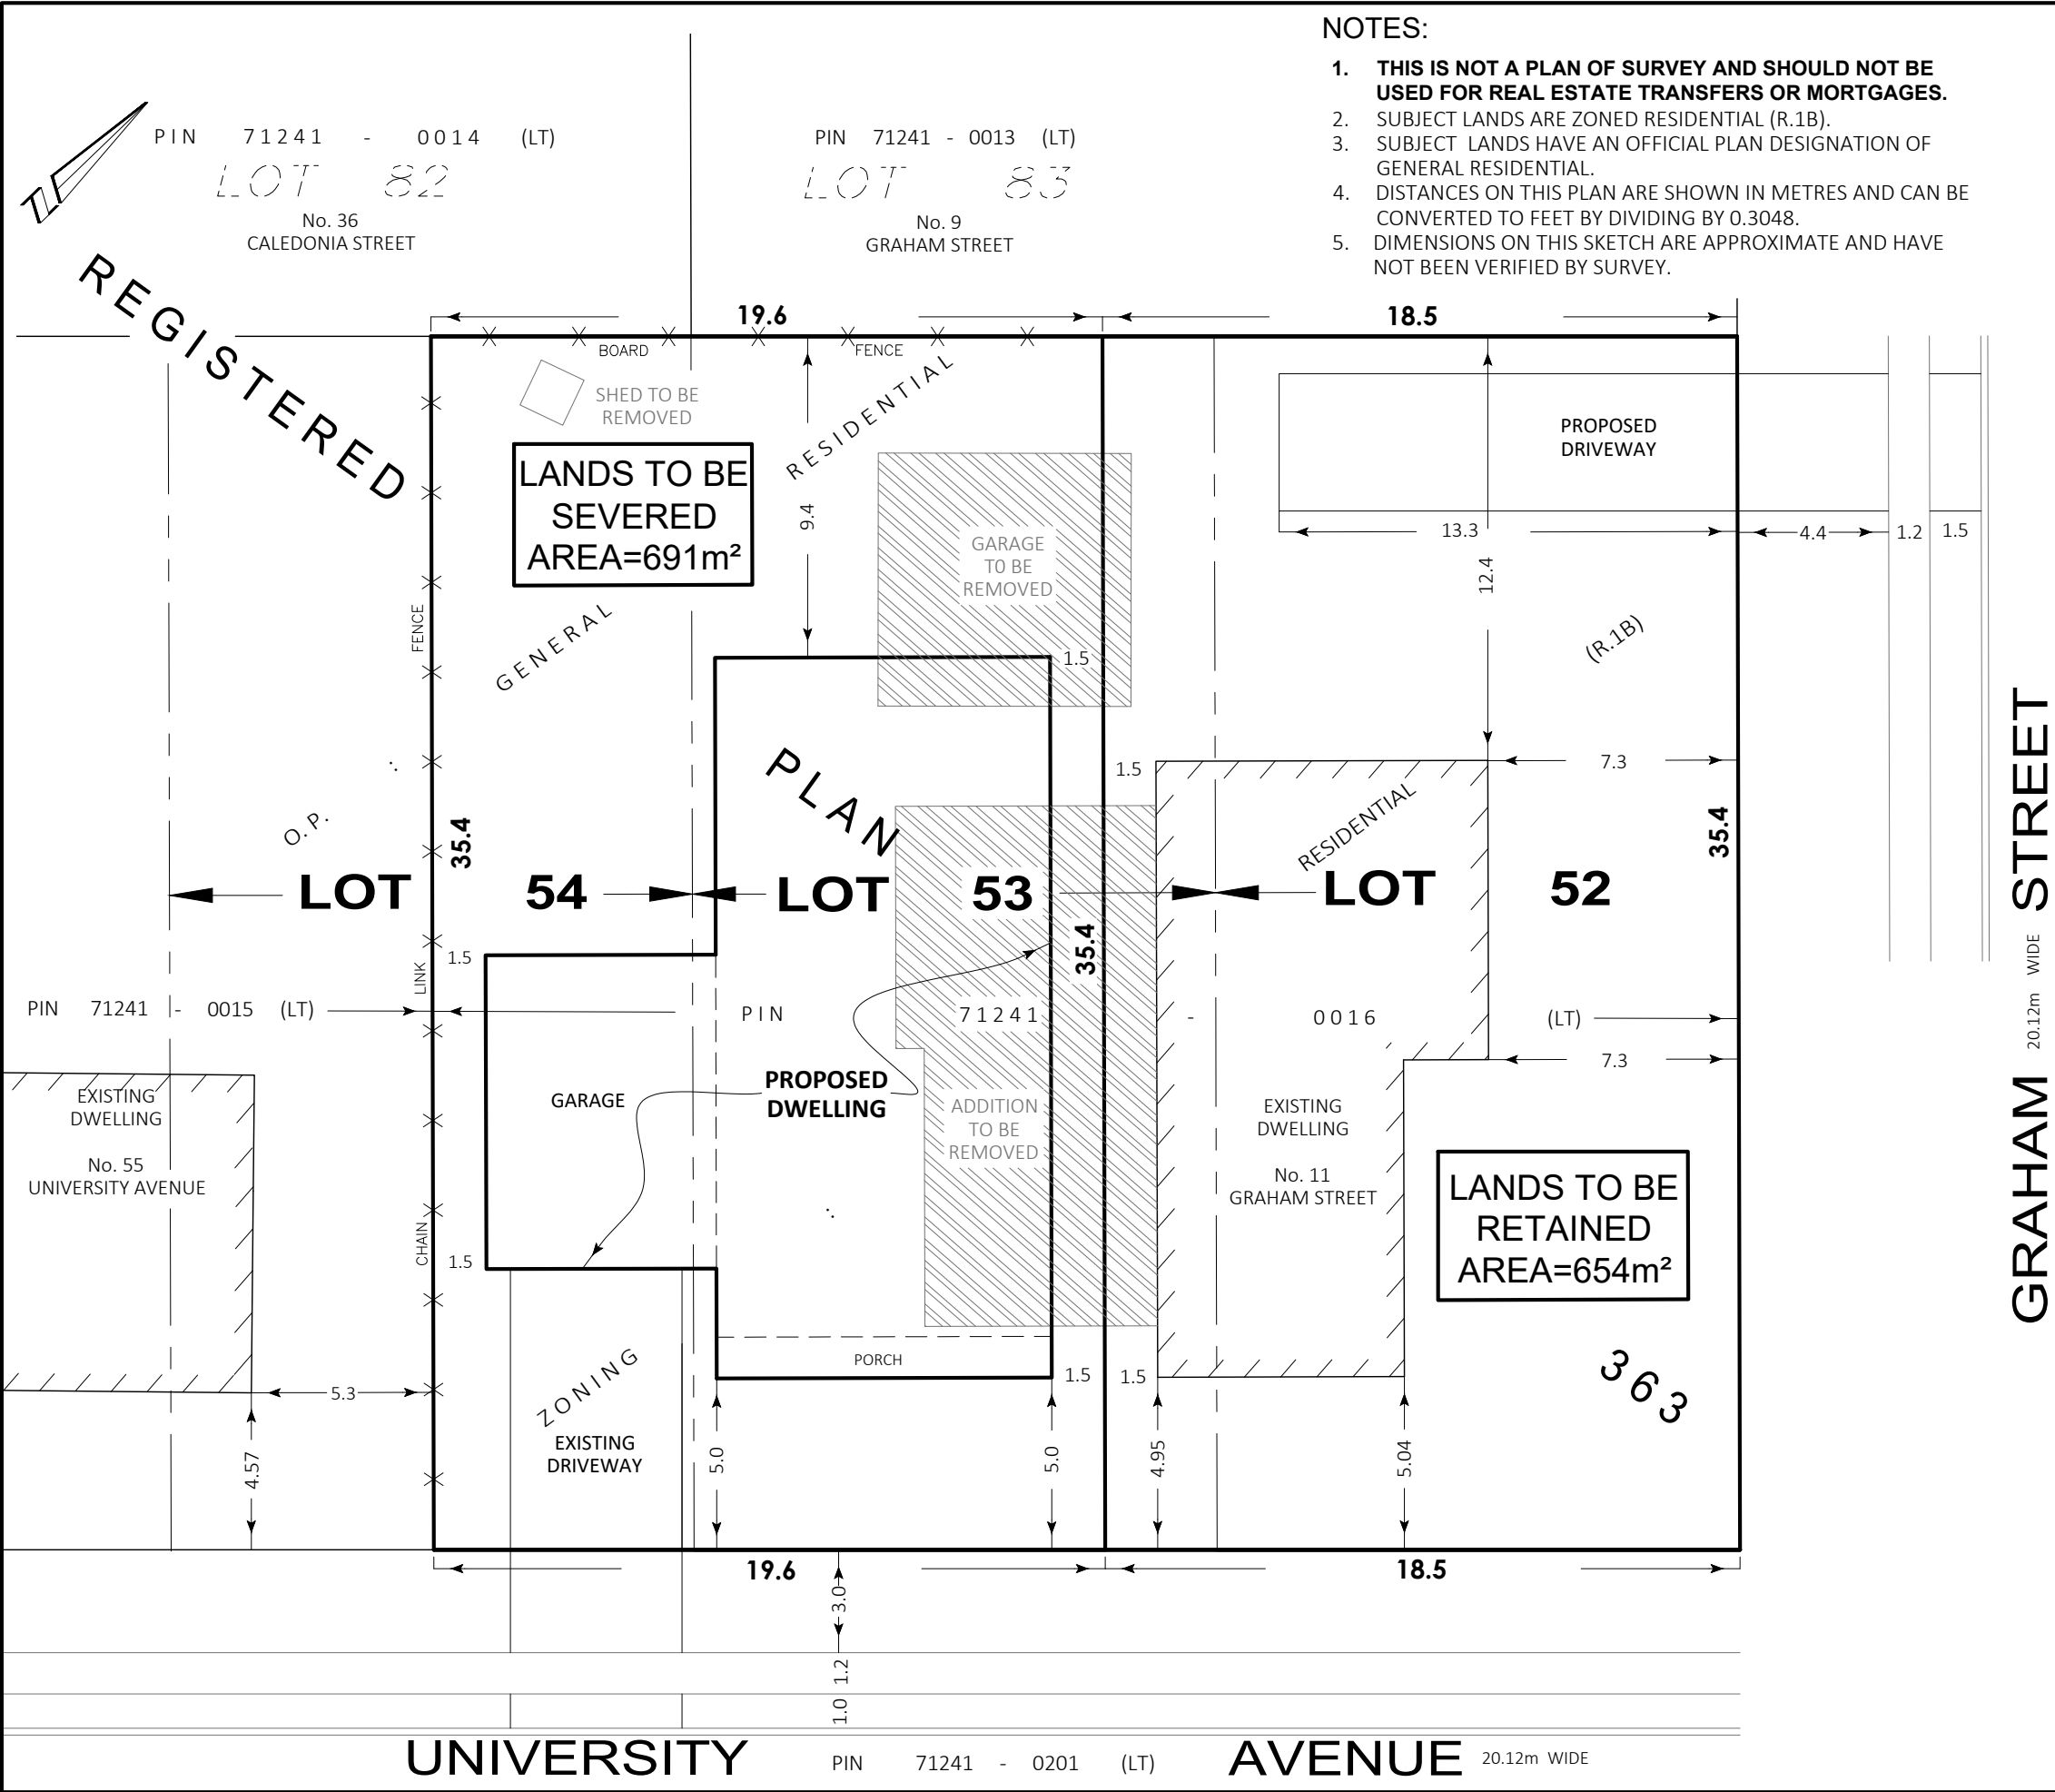 NOTES:
1. THIS IS NOT A PLAN OF SURVEY AND SHOULD NOT BE
USED FOR REAL ESTATE TRANSFERS OR MORTGAGES.
2. SUBJECT LANDS ARE ZONED RESIDENTIAL (R.1B).
3. SUBJECT LANDS HAVE AN OFFICIAL PLAN DESIGNATION OF
GENERAL RESIDENTIAL.
4. DISTANCES ON THIS PLAN ARE SHOWN IN METRES AND CAN BE
CONVERTED TO FEET BY DIVIDING BY 0.3048.
5. DIMENSIONS ON THIS SKETCH ARE APPROXIMATE AND HAVE
NOT BEEN VERIFIED BY SURVEY.
PIN 71241 - 0014 (LT)
LOT 82
No. 36
CALEDONIA STREET
PIN 71241 - 0013 (LT)
LOT 83
No. 9
GRAHAM STREET
N
REGISTERED
19.6
18.5
BOARD
FENCE
SHED TO BE
REMOVED
RESIDENTIAL
PROPOSED
DRIVEWAY
LANDS TO BE
SEVERED
AREA=691m²
9.4
GARAGE
TO BE
REMOVED
13.3
4.4
1.2
1.5
12.4
FENCE
GENERAL
(R.1B)
1.5
PLAN
1.5
7.3
O.P. :
35.4
RESIDENTIAL
35.4
LOT 54
LOT 53
LOT 52
35.4
1.5
LINK
PIN 71241 - 0015 (LT)
PIN 71241 - 0016 (LT)
7.3
EXISTING
DWELLING
No. 55
UNIVERSITY AVENUE
GARAGE
PROPOSED
DWELLING
ADDITION
TO BE
REMOVED
EXISTING
DWELLING
No. 11
GRAHAM STREET
LANDS TO BE
RETAINED
AREA=654m²
GRAHAM STREET
20.12m WIDE
CHAIN
1.5
:
ZONING
PORCH
1.5
1.5
363
5.3
4.57
EXISTING
DRIVEWAY
5.0
5.0
4.95
5.04
19.6
18.5
3.0
1.2
1.0
UNIVERSITY AVENUE
PIN 71241 - 0201 (LT)
20.12m WIDE